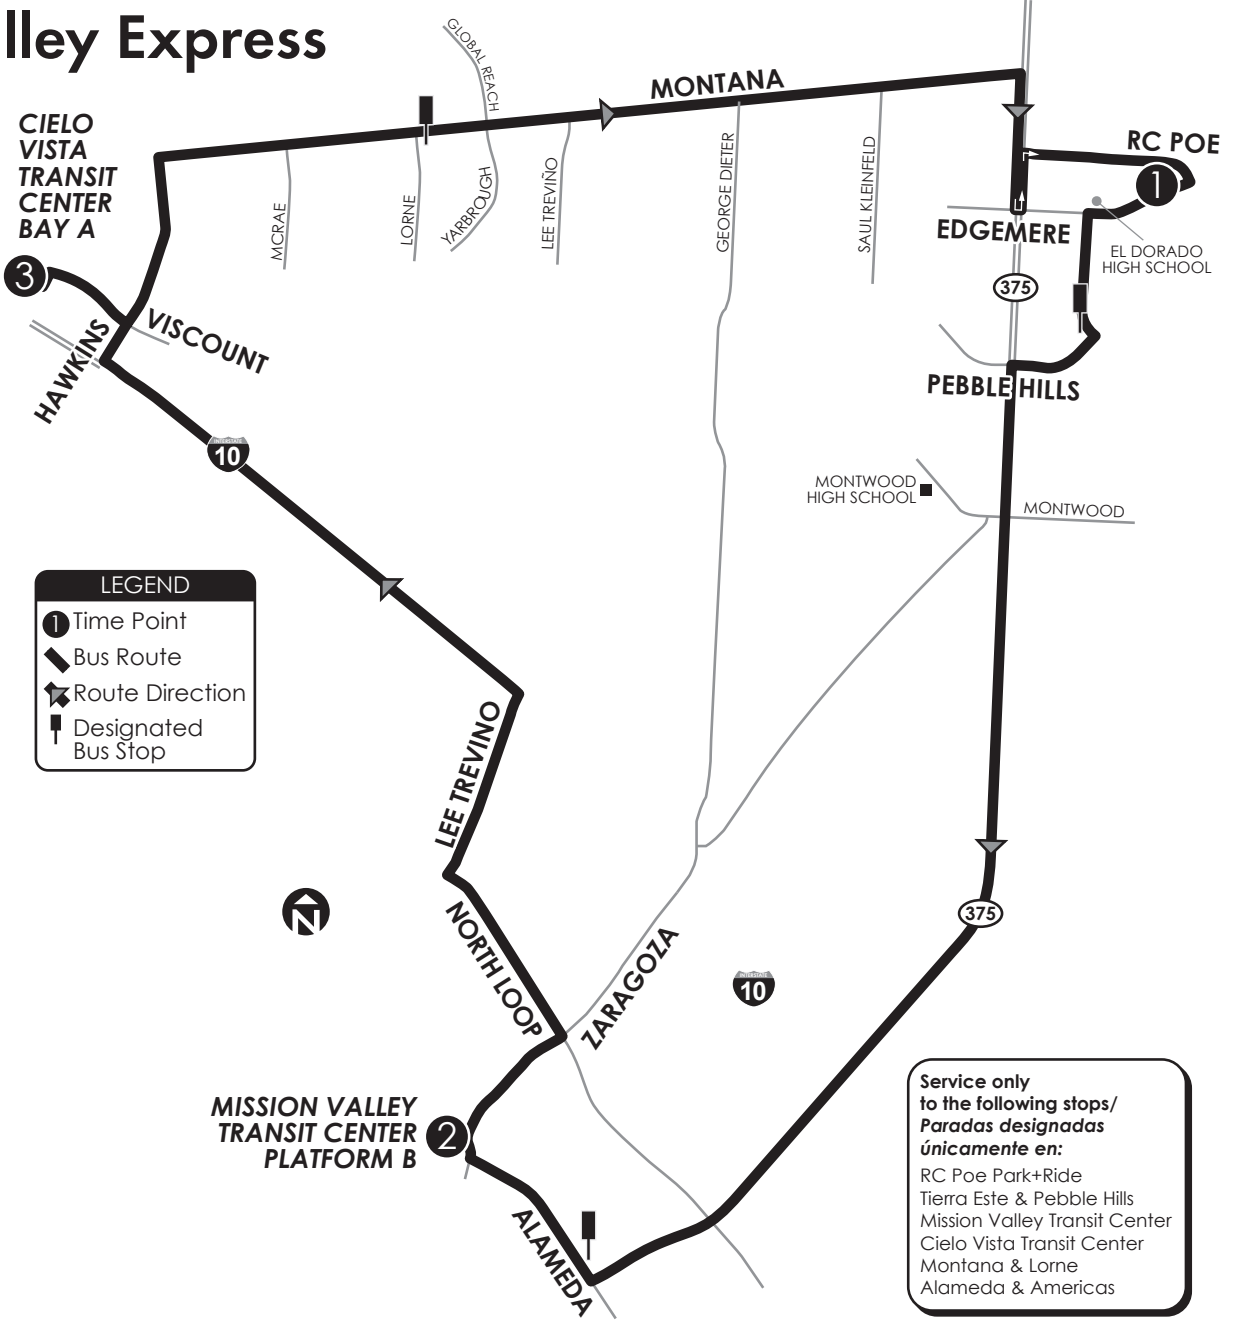 lley Express
GLOBAL REACH
MONTANA
CIELO
VISTA
TRANSIT
CENTER
BAY A
RC POE
1
MCRAE
LORNE
YARBROUGH
LEE TREVIÑO
GEORGE DIETER
SAUL KLEINFELD
EDGEMERE
EL DORADO
HIGH SCHOOL
3
375
VISCOUNT
HAWKINS
PEBBLE HILLS
INTERSTATE
10
MONTWOOD
HIGH SCHOOL
MONTWOOD
LEGEND
1 Time Point
Bus Route
Route Direction
Designated
Bus Stop
LEE TREVINO
N
NORTH LOOP
375
ZARAGOZA
INTERSTATE
10
MISSION VALLEY
TRANSIT CENTER
PLATFORM B
2
ALAMEDA
Service only
to the following stops/
Paradas designadas
únicamente en:
RC Poe Park+Ride
Tierra Este & Pebble Hills
Mission Valley Transit Center
Cielo Vista Transit Center
Montana & Lorne
Alameda & Americas